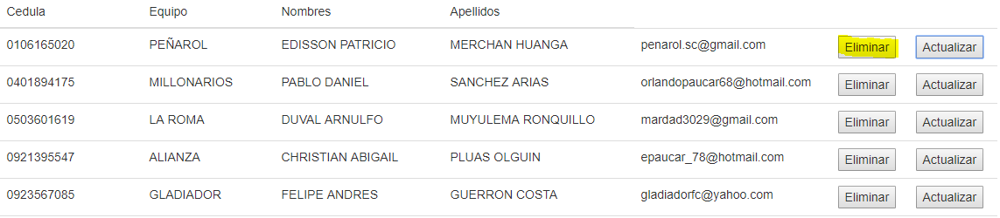 Cedula Equipo Nombres Apellidos
0106165020 PEÑAROL EDISSON PATRICIO MERCHAN HUANGA penarol.sc@gmail.com Eliminar Actualizar
0401894175 MILLONARIOS PABLO DANIEL SANCHEZ ARIAS orlandopaucar68@hotmail.com Eliminar Actualizar
0503601619 LA ROMA DUVAL ARNULFO MUYULEMA RONQUILLO mardad3029@gmail.com Eliminar Actualizar
0921395547 ALIANZA CHRISTIAN ABIGAIL PLUAS OLGUIN epaucar_78@hotmail.com Eliminar Actualizar
0923567085 GLADIADOR FELIPE ANDRES GUERRON COSTA gladiadorfc@yahoo.com Eliminar Actualizar